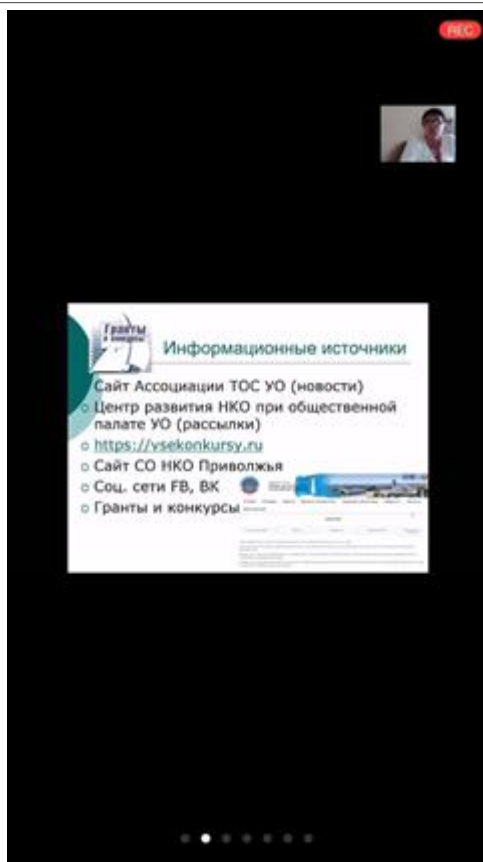 REC
Гранты
и конкурсы
Информационные источники
Сайт Ассоциации ТОС УО (новости)
Центр развития НКО при общественной
палате УО (рассылки)
https://vsekonkursy.ru
Сайт СО НКО Приволжья
Соц. сети FB, ВК
Гранты и конкурсы